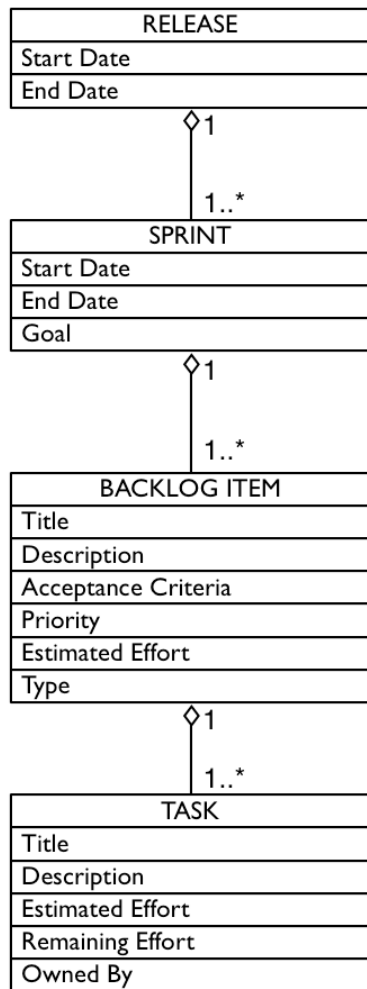 RELEASE
Start Date
End Date
1
1..*
SPRINT
Start Date
End Date
Goal
1
1..*
BACKLOG ITEM
Title
Description
Acceptance Criteria
Priority
Estimated Effort
Type
1
1..*
TASK
Title
Description
Estimated Effort
Remaining Effort
Owned By